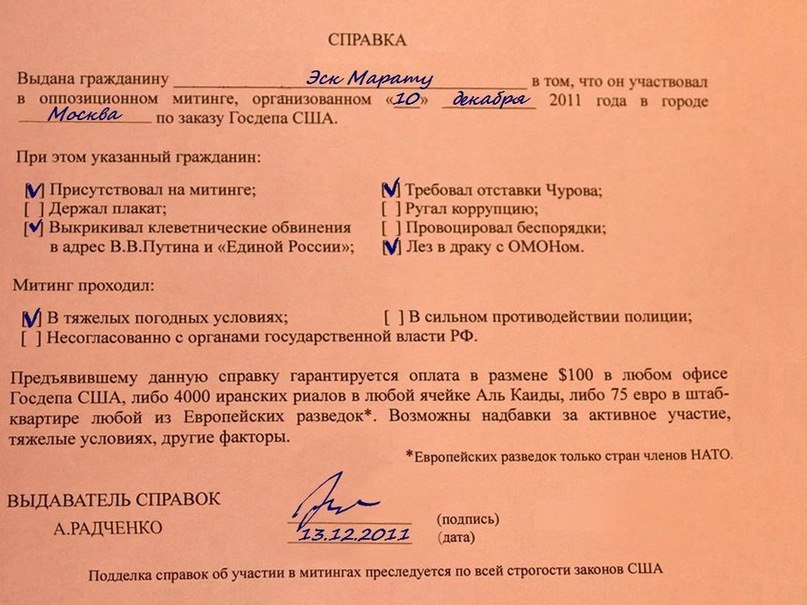 СПРАВКА
Выдана гражданину Эск Марату в том, что он участвовал
в оппозиционном митинге, организованном «10» декабря 2011 года в городе
Москва по заказу Госдепа США.
При этом указанный гражданин:
[✓] Присутствовал на митинге; [✓] Требовал отставки Чурова;
[ ] Держал плакат; [ ] Ругал коррупцию;
[✓] Выкрикивал клеветнические обвинения [ ] Провоцировал беспорядки;
в адрес В.В.Путина и «Единой России»; [✓] Лез в драку с ОМОНом.
Митинг проходил:
[✓] В тяжелых погодных условиях; [ ] В сильном противодействии полиции;
[ ] Несогласованно с органами государственной власти РФ.
Предъявившему данную справку гарантируется оплата в размене $100 в любом офисе
Госдепа США, либо 4000 иранских риалов в любой ячейке Аль Каиды, либо 75 евро в штаб-
квартире любой из Европейских разведок*. Возможны надбавки за активное участие,
тяжелые условиях, другие факторы.
*Европейских разведок только стран членов НАТО.
ВЫДАВАТЕЛЬ СПРАВОК
А.РАДЧЕНКО (подпись)
13.12.2011 (дата)
Подделка справок об участии в митингах преследуется по всей строгости законов США